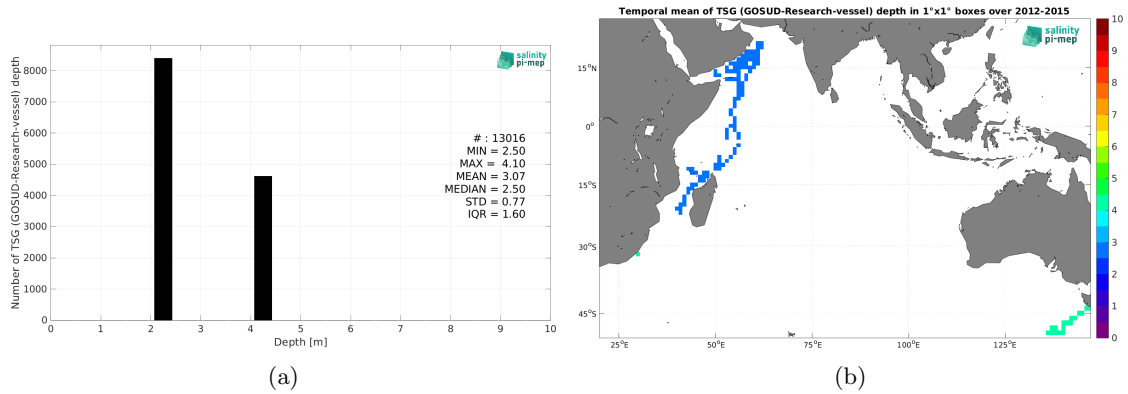 Number of TSG (GOSUD-Research-vessel) depth
8000
7000
6000
5000
4000
3000
2000
1000
0
salinity
pi-mep
# : 13016
MIN = 2.50
MAX = 4.10
MEAN = 3.07
MEDIAN = 2.50
STD = 0.77
IQR = 1.60
0 1 2 3 4 5 6 7 8 9 10
Depth [m]
(a)
Temporal mean of TSG (GOSUD-Research-vessel) depth in 1°x1° boxes over 2012-2015
salinity
pi-mep
15°N
0°
15°S
30°S
45°S
25°E 50°E 75°E 100°E 125°E
10
9
8
7
6
5
4
3
2
1
0
(b)